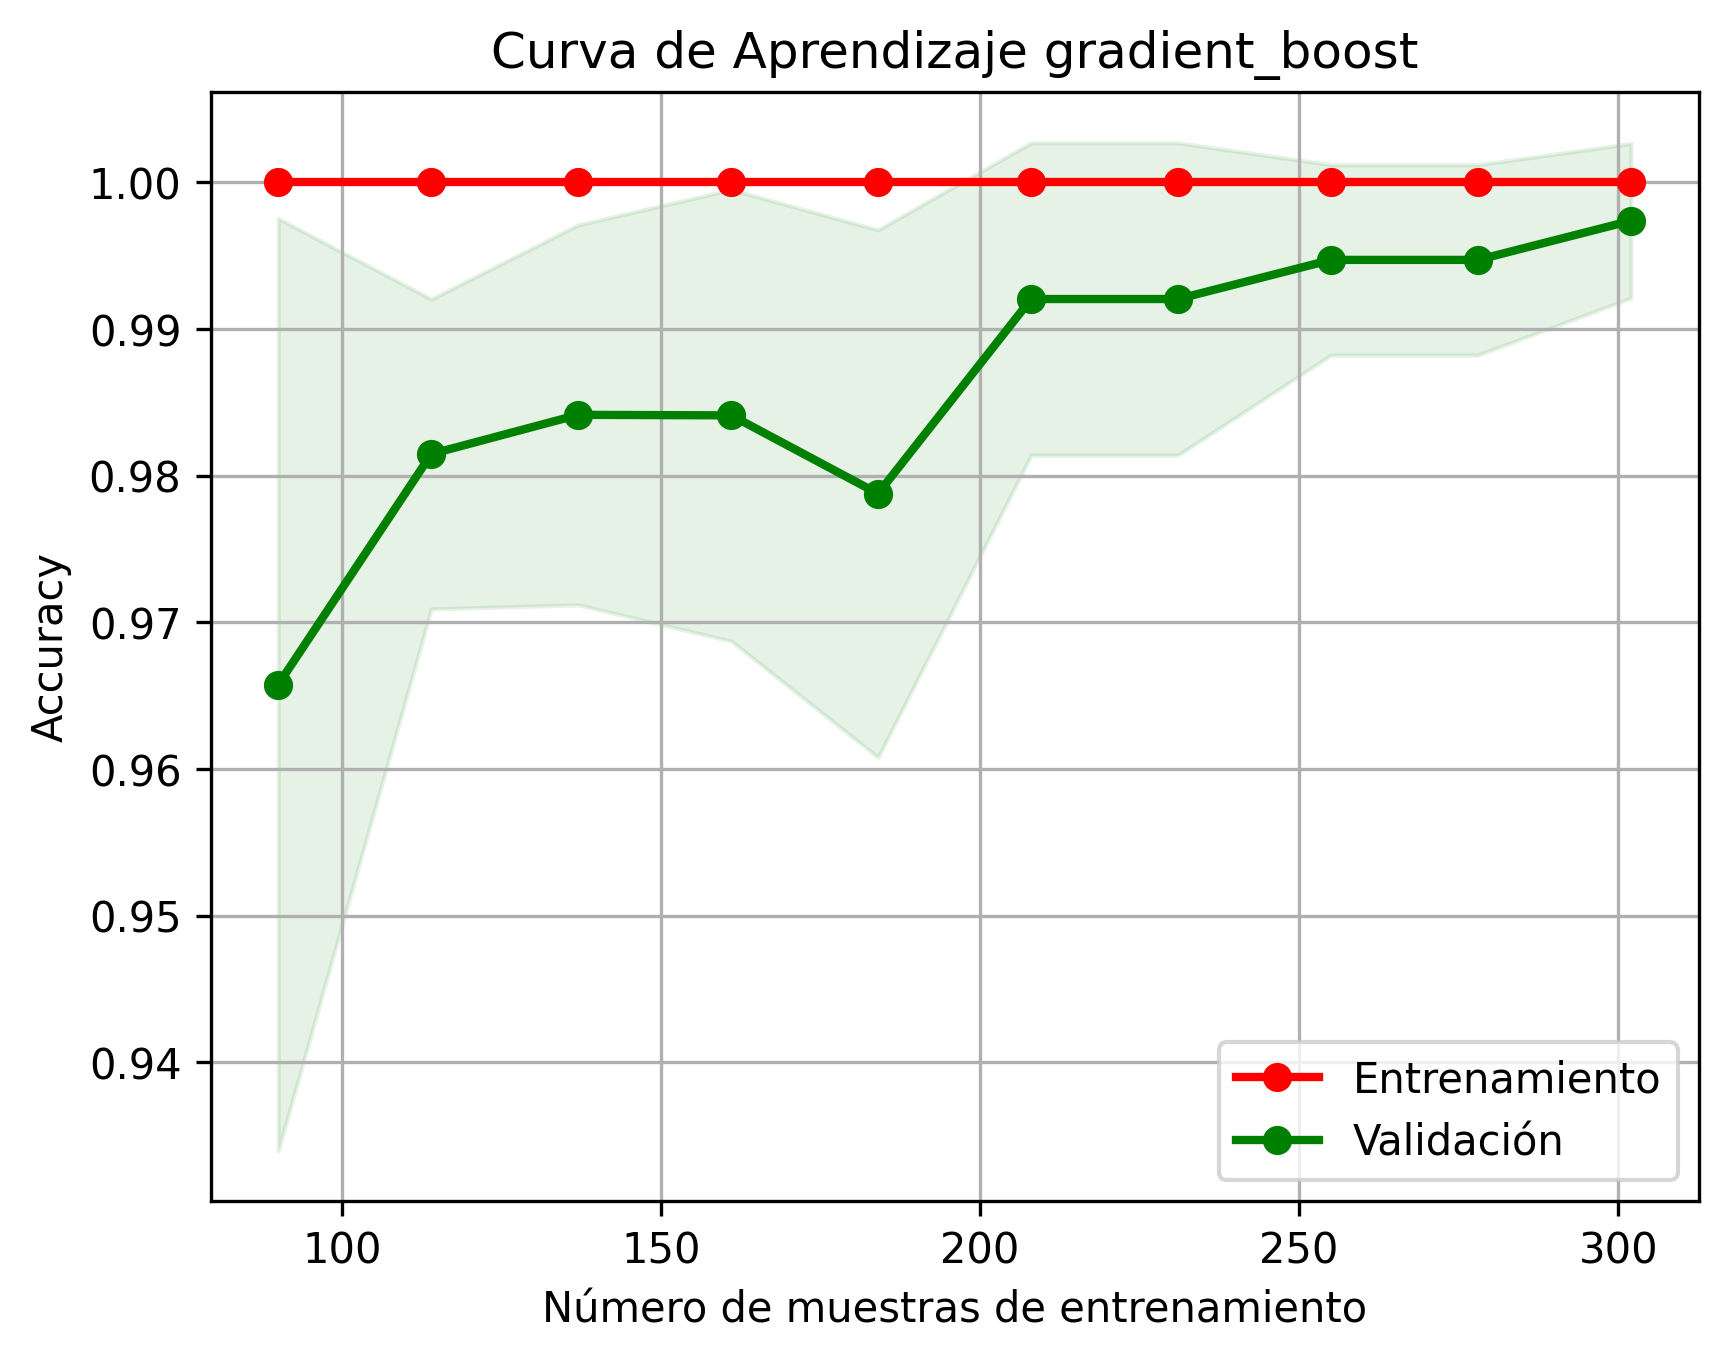 Curva de Aprendizaje gradient_boost
1.00
0.99
0.98
0.97
0.96
0.95
0.94
Accuracy
100 150 200 250 300
Número de muestras de entrenamiento
Entrenamiento
Validación